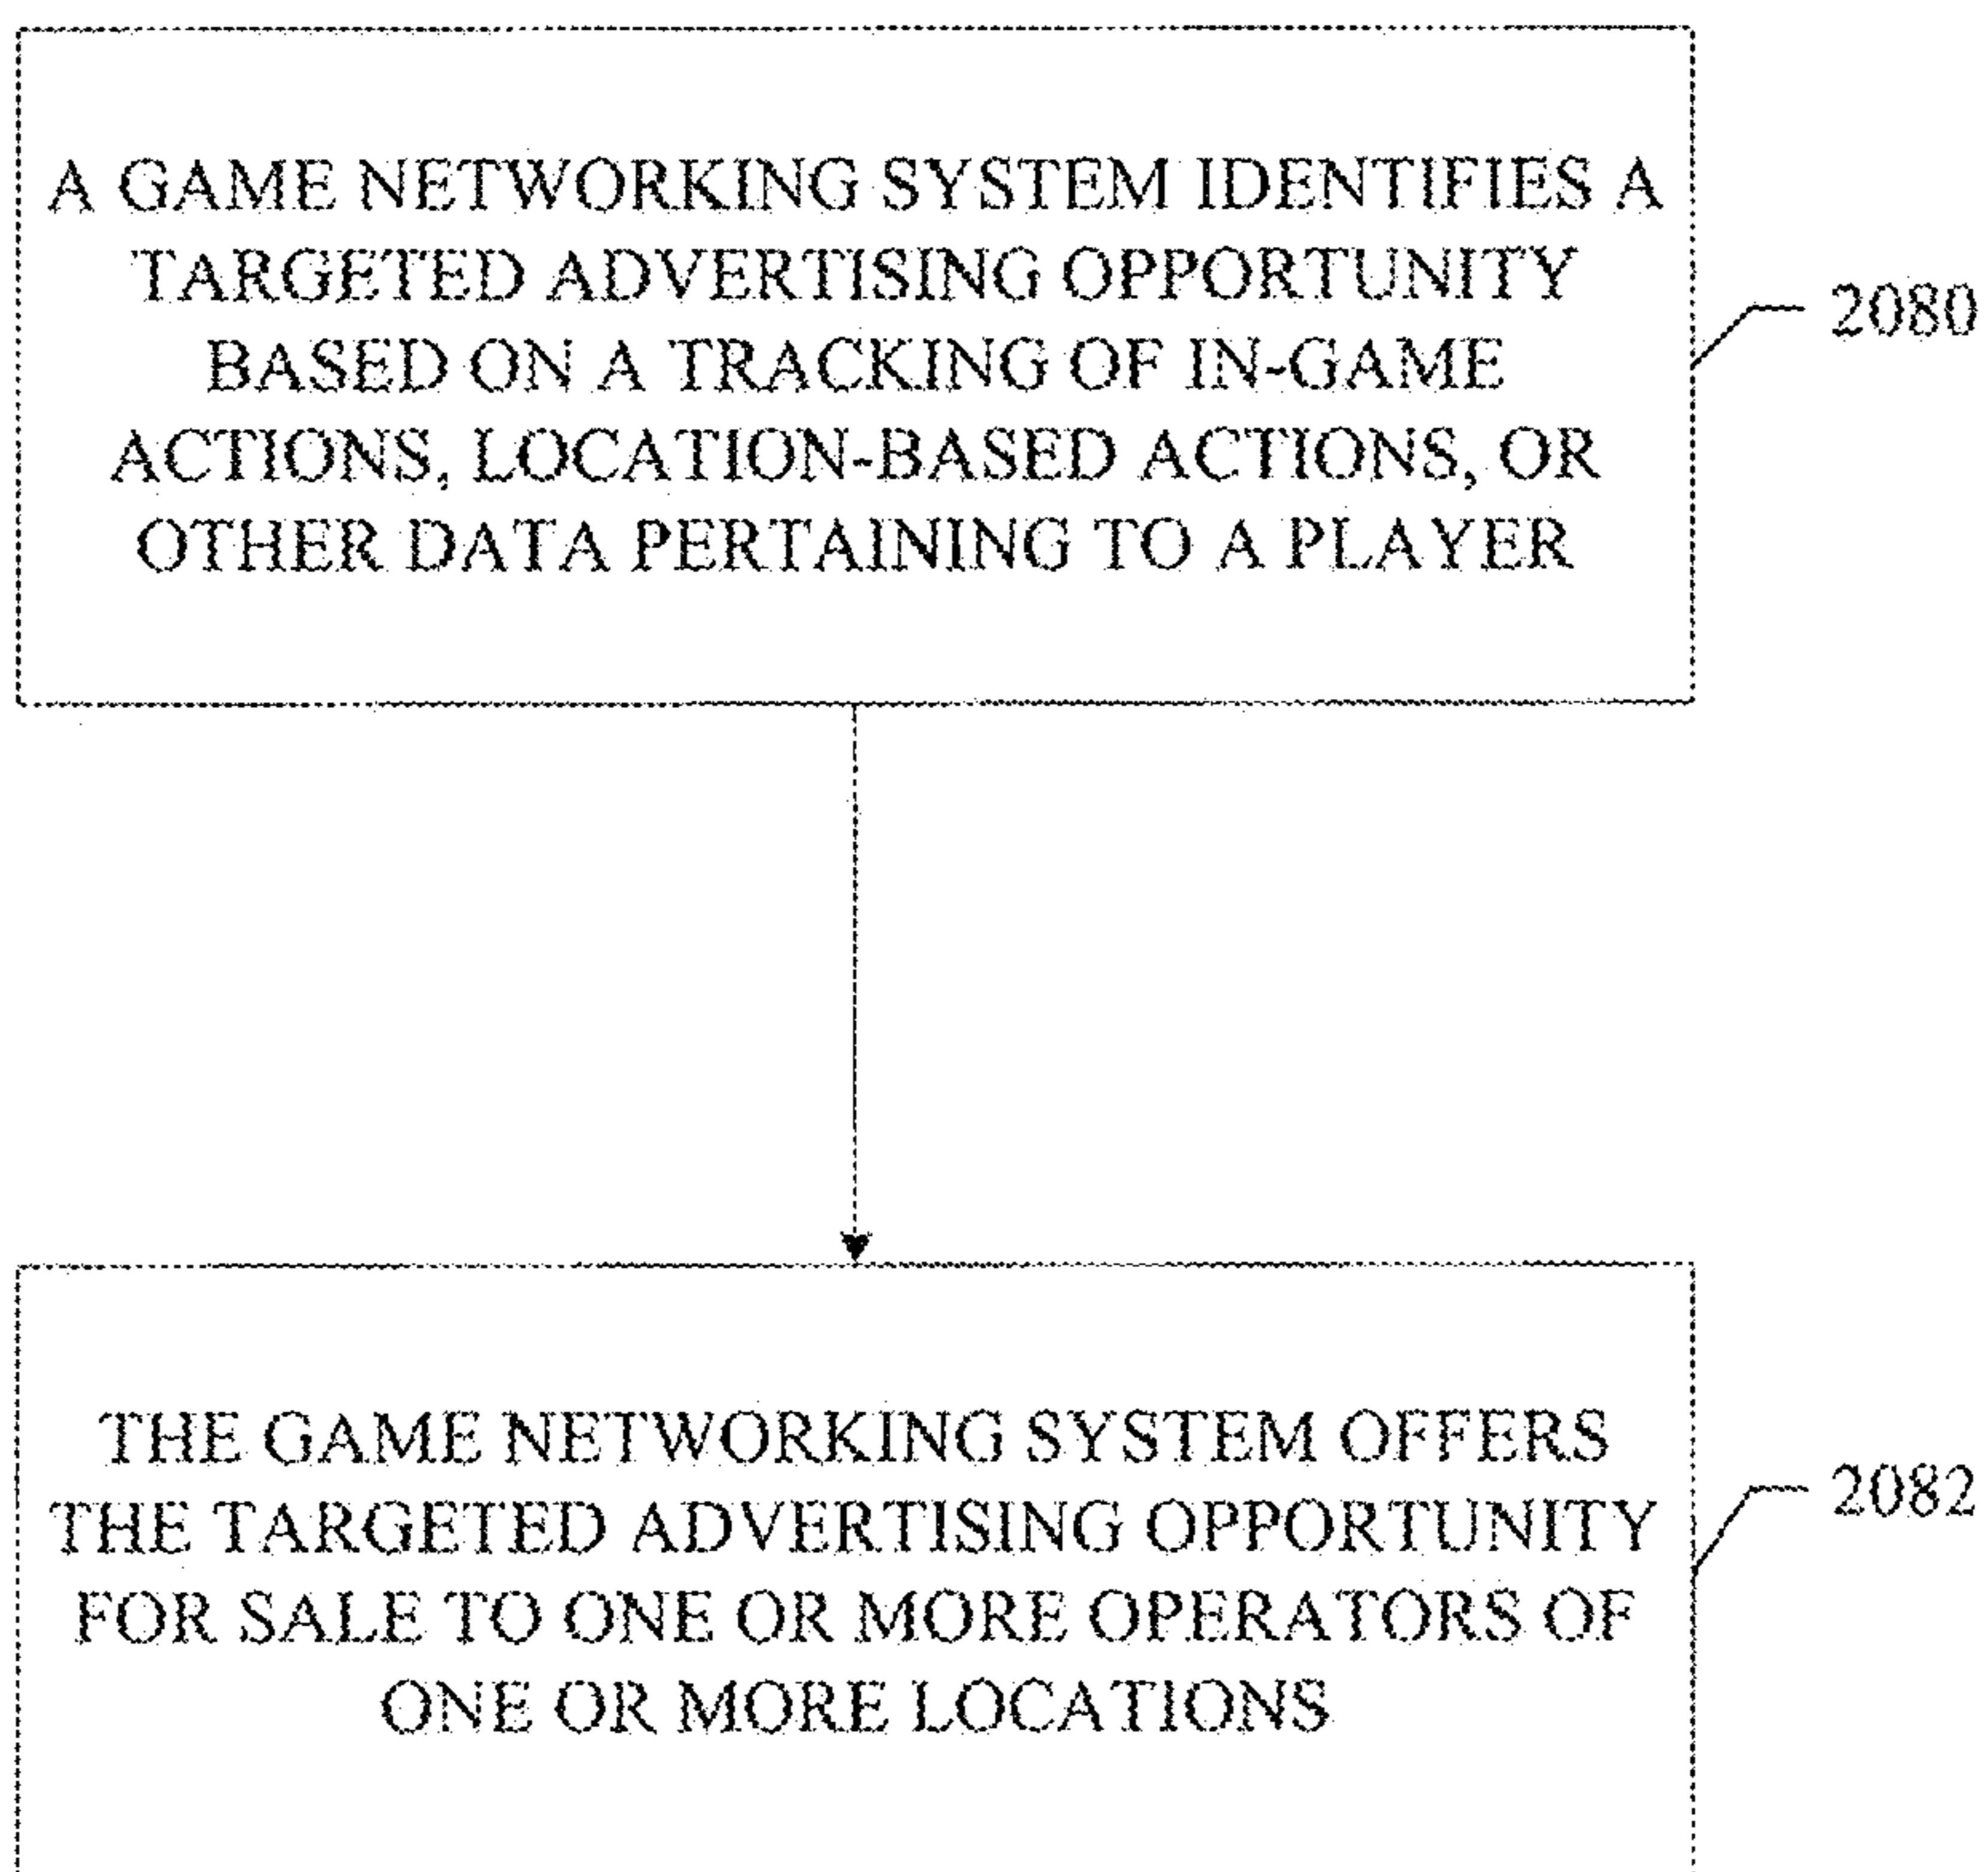 A GAME NETWORKING SYSTEM IDENTIFIES A
TARGETED ADVERTISING OPPORTUNITY
BASED ON A TRACKING OF IN-GAME
ACTIONS, LOCATION-BASED ACTIONS, OR
OTHER DATA PERTAINING TO A PLAYER
2080
THE GAME NETWORKING SYSTEM OFFERS
THE TARGETED ADVERTISING OPPORTUNITY
FOR SALE TO ONE OR MORE OPERATORS OF
ONE OR MORE LOCATIONS
2082